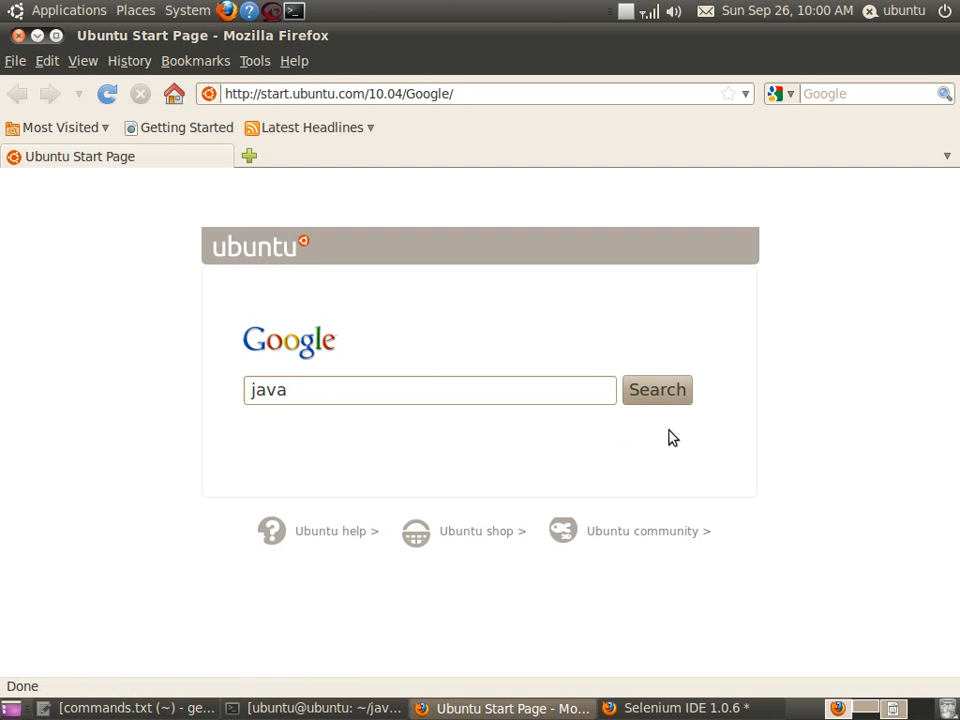 Applications Places System Sun Sep 26, 10:00 AM ubuntu
Ubuntu Start Page - Mozilla Firefox
File Edit View History Bookmarks Tools Help
http://start.ubuntu.com/10.04/Google/ Google
Most Visited Getting Started Latest Headlines
Ubuntu Start Page
ubuntu
Google
java Search
Ubuntu help > Ubuntu shop > Ubuntu community >
Done
[commands.txt (~) - ge... [ubuntu@ubuntu: ~/jav... Ubuntu Start Page - Mo... Selenium IDE 1.0.6 *